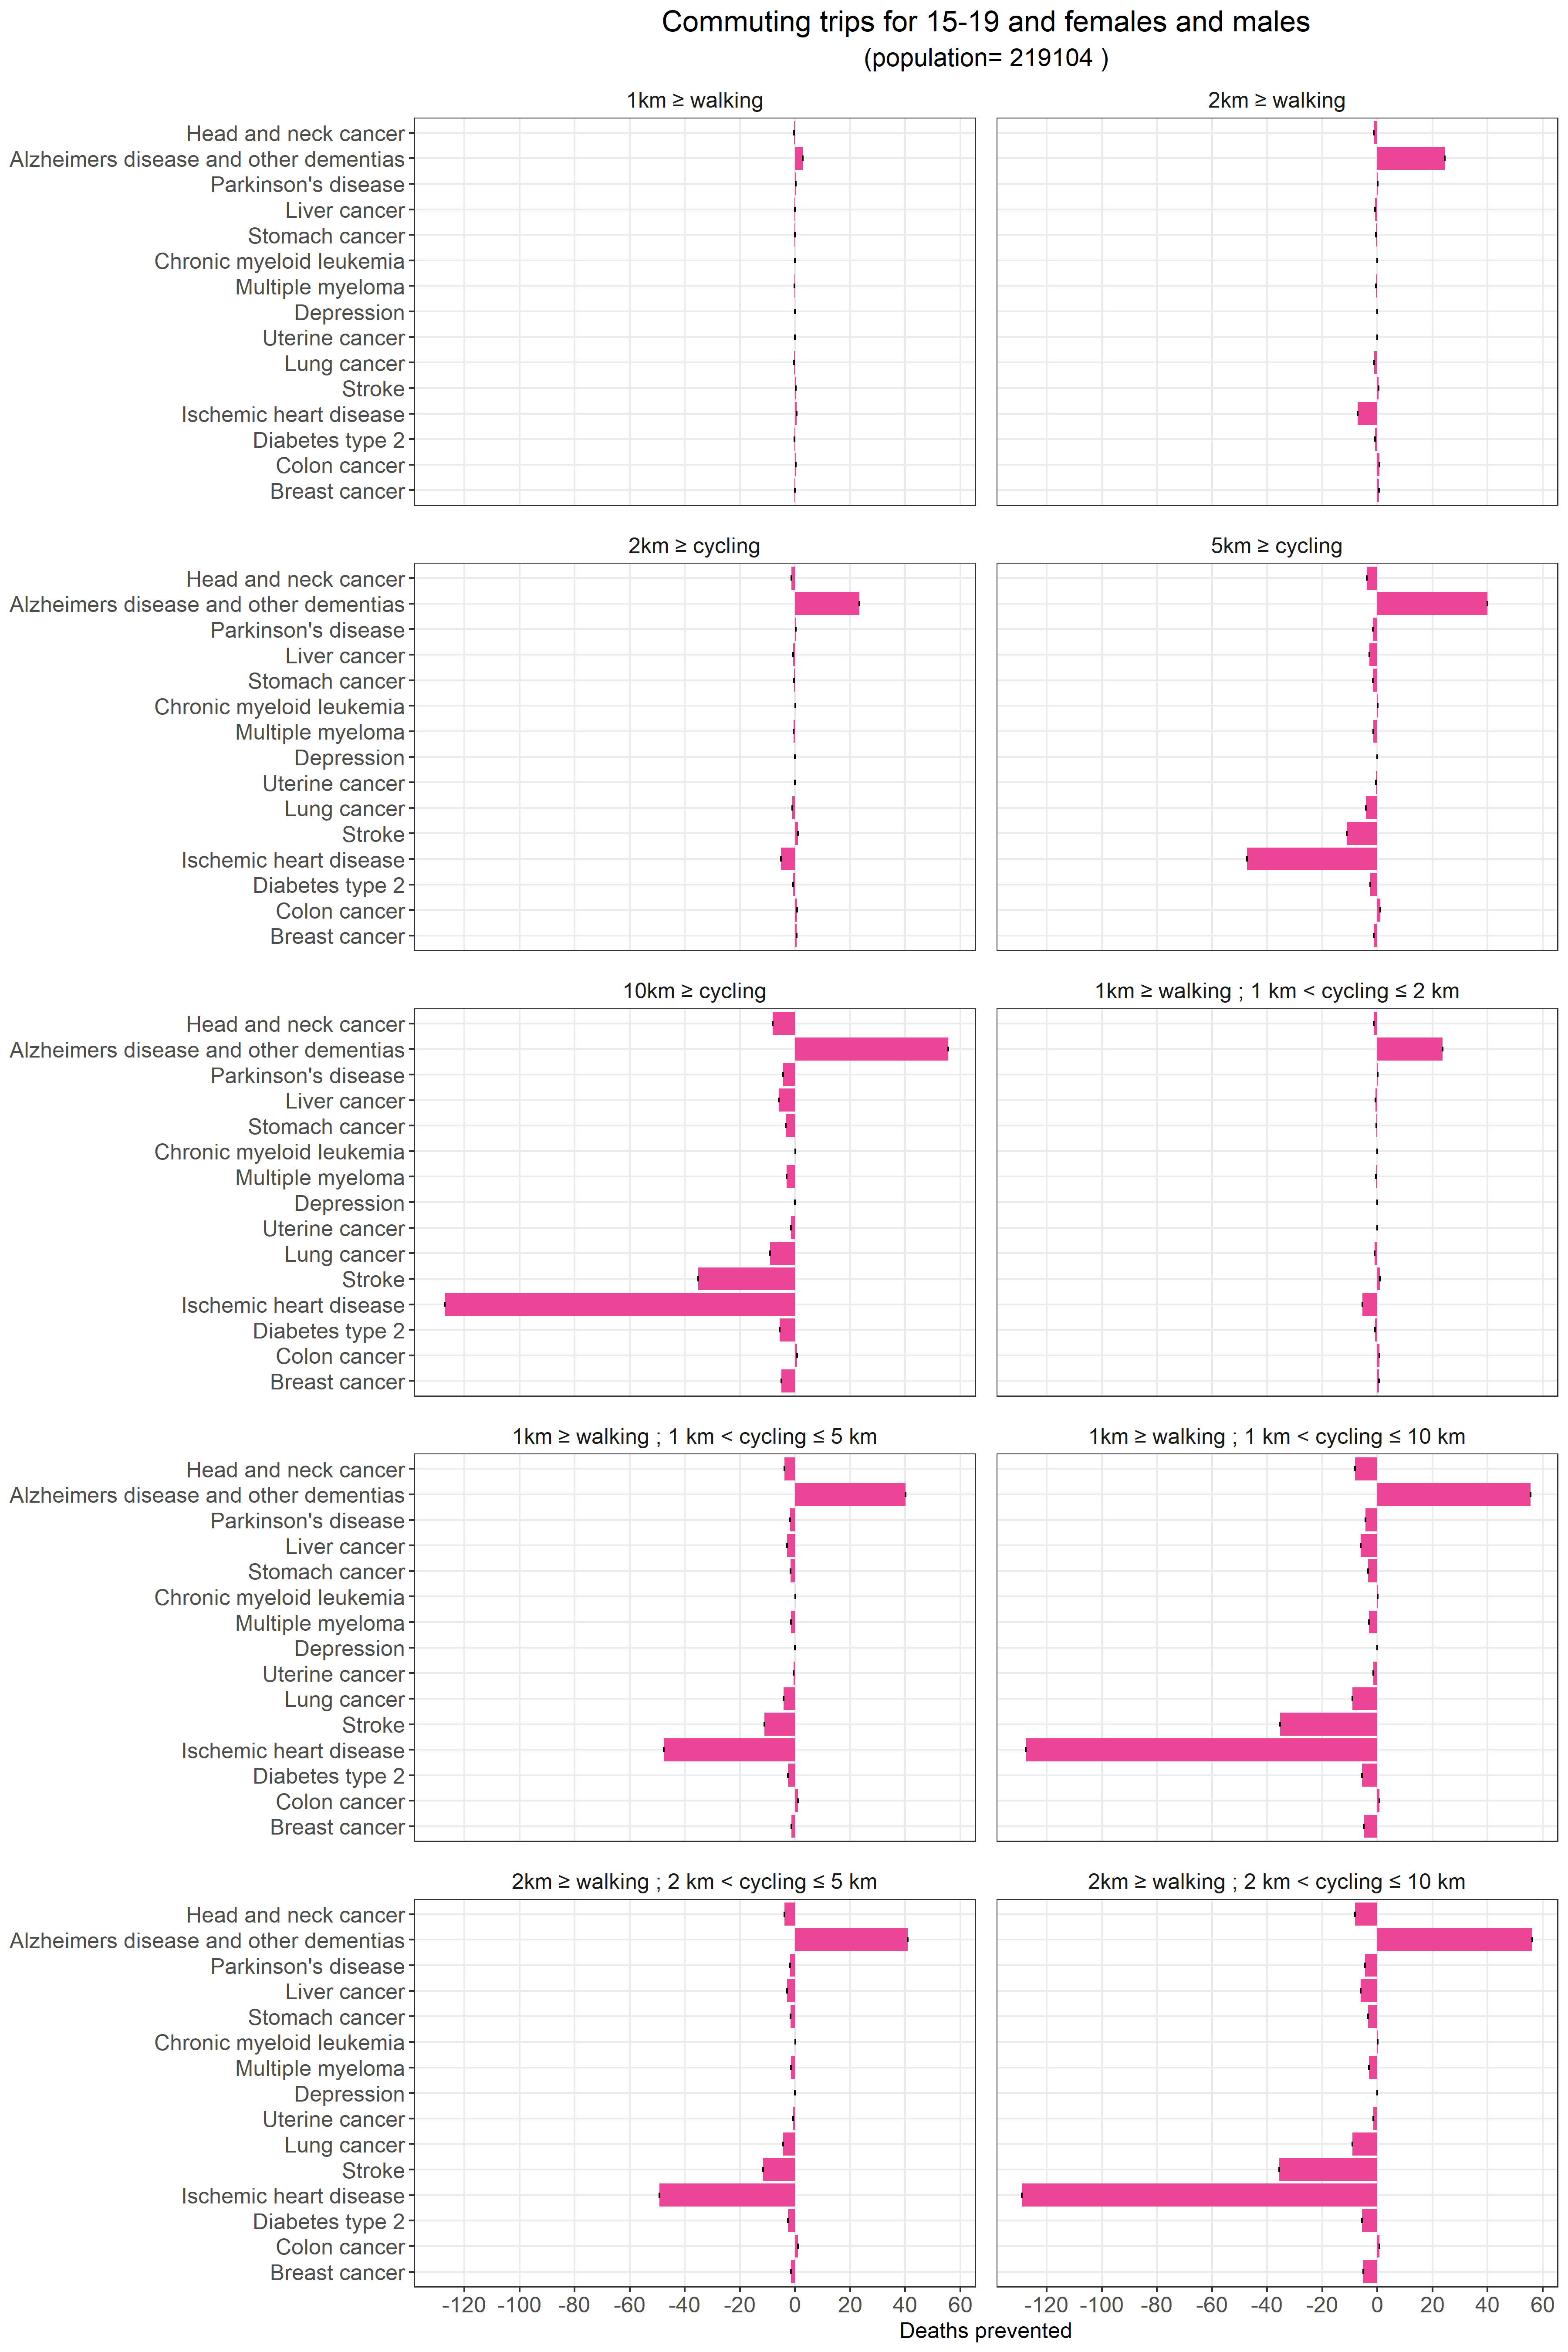 Commuting trips for 15-19 and females and males
(population= 219104 )
1km ≥ walking
2km ≥ walking
Head and neck cancer
Alzheimers disease and other dementias
Parkinson's disease
Liver cancer
Stomach cancer
Chronic myeloid leukemia
Multiple myeloma
Depression
Uterine cancer
Lung cancer
Stroke
Ischemic heart disease
Diabetes type 2
Colon cancer
Breast cancer
2km ≥ cycling
5km ≥ cycling
Head and neck cancer
Alzheimers disease and other dementias
Parkinson's disease
Liver cancer
Stomach cancer
Chronic myeloid leukemia
Multiple myeloma
Depression
Uterine cancer
Lung cancer
Stroke
Ischemic heart disease
Diabetes type 2
Colon cancer
Breast cancer
10km ≥ cycling
1km ≥ walking ; 1 km < cycling ≤ 2 km
Head and neck cancer
Alzheimers disease and other dementias
Parkinson's disease
Liver cancer
Stomach cancer
Chronic myeloid leukemia
Multiple myeloma
Depression
Uterine cancer
Lung cancer
Stroke
Ischemic heart disease
Diabetes type 2
Colon cancer
Breast cancer
1km ≥ walking ; 1 km < cycling ≤ 5 km
1km ≥ walking ; 1 km < cycling ≤ 10 km
Head and neck cancer
Alzheimers disease and other dementias
Parkinson's disease
Liver cancer
Stomach cancer
Chronic myeloid leukemia
Multiple myeloma
Depression
Uterine cancer
Lung cancer
Stroke
Ischemic heart disease
Diabetes type 2
Colon cancer
Breast cancer
2km ≥ walking ; 2 km < cycling ≤ 5 km
2km ≥ walking ; 2 km < cycling ≤ 10 km
Head and neck cancer
Alzheimers disease and other dementias
Parkinson's disease
Liver cancer
Stomach cancer
Chronic myeloid leukemia
Multiple myeloma
Depression
Uterine cancer
Lung cancer
Stroke
Ischemic heart disease
Diabetes type 2
Colon cancer
Breast cancer
-120 -100 -80 -60 -40 -20 0 20 40 60
-120 -100 -80 -60 -40 -20 0 20 40 60
Deaths prevented